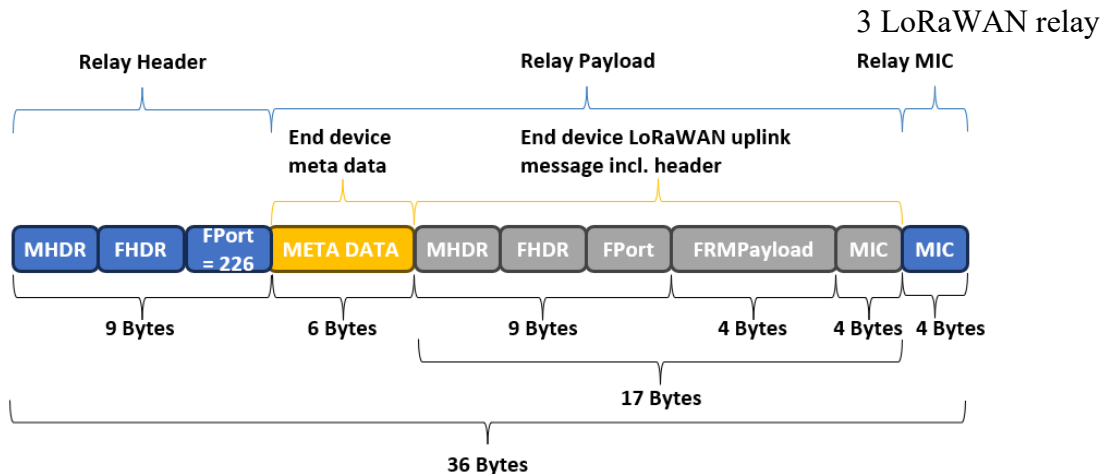 3 LoRaWAN relay
Relay Header
Relay Payload
Relay MIC
End device
meta data
End device LoRaWAN uplink
message incl. header
MHDR
FHDR
FPort
= 226
META DATA
MHDR
FHDR
FPort
FRMPayload
MIC
MIC
9 Bytes
6 Bytes
9 Bytes
4 Bytes
4 Bytes
4 Bytes
17 Bytes
36 Bytes